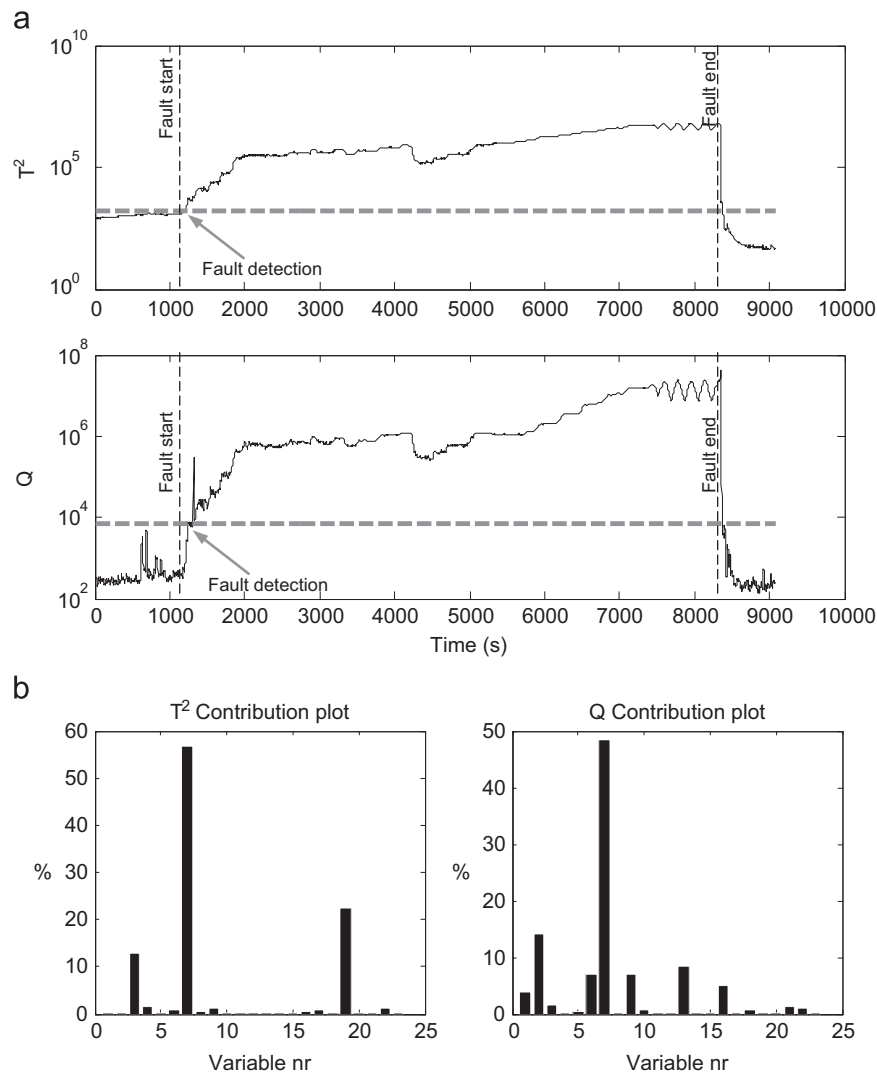 a
10^10
10^5
10^0
T^2
Fault start
Fault end
Fault detection
0 1000 2000 3000 4000 5000 6000 7000 8000 9000 10000
10^8
10^6
10^4
10^2
Q
Fault start
Fault end
Fault detection
0 1000 2000 3000 4000 5000 6000 7000 8000 9000 10000
Time (s)
b
T^2 Contribution plot
60
50
40
30
20
10
0
%
0 5 10 15 20 25
Variable nr
Q Contribution plot
50
40
30
20
10
0
%
0 5 10 15 20 25
Variable nr